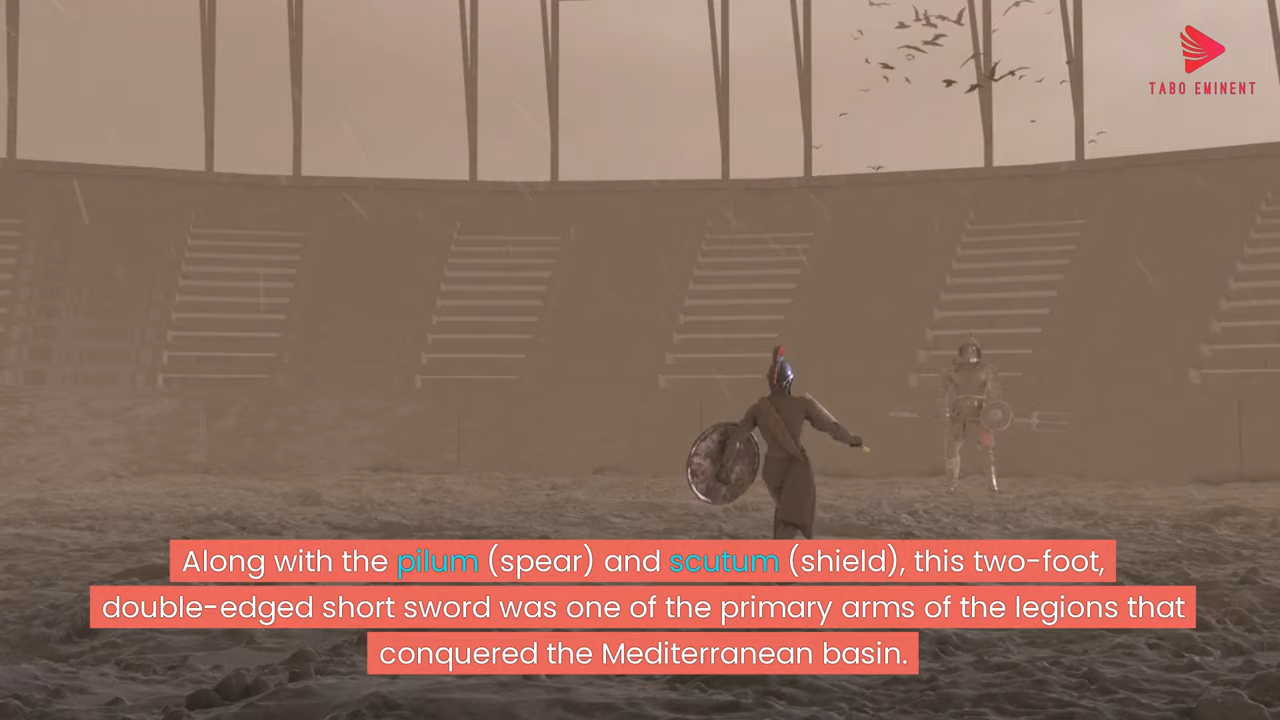 TABO EMINENT
Along with the pilum (spear) and scutum (shield), this two-foot,
double-edged short sword was one of the primary arms of the legions that
conquered the Mediterranean basin.